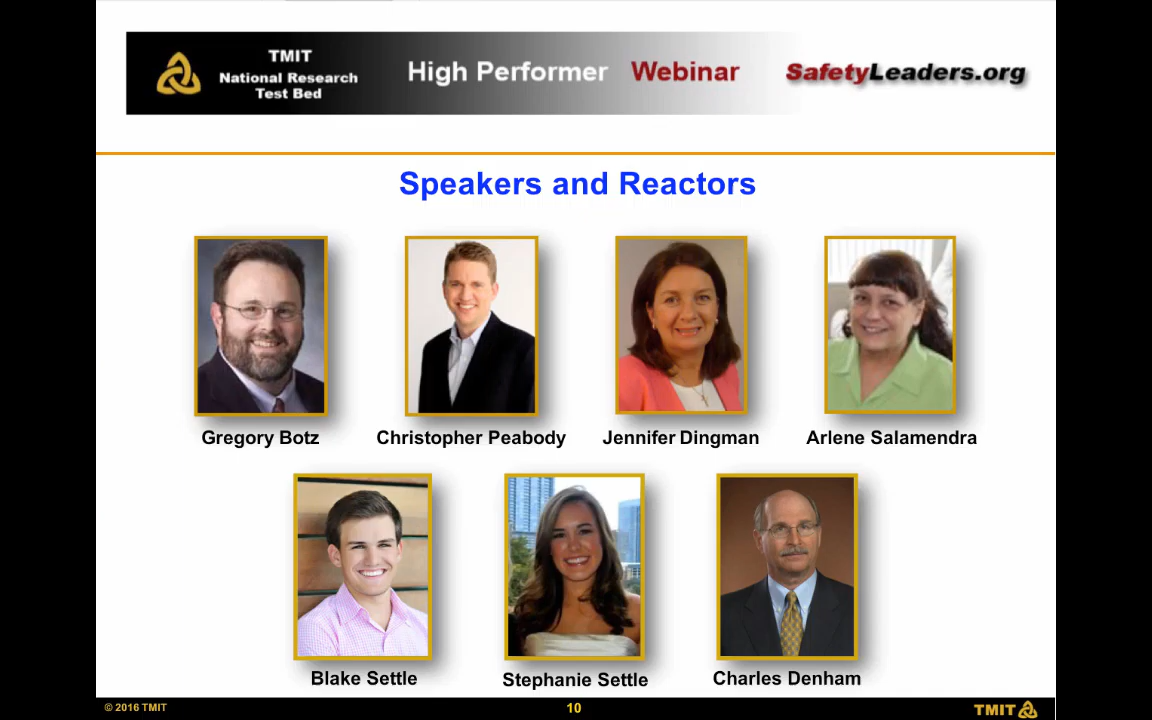 TMIT
National Research
Test Bed
High Performer Webinar
SafetyLeaders.org
Speakers and Reactors
Gregory Botz
Christopher Peabody
Jennifer Dingman
Arlene Salamendra
Blake Settle
Stephanie Settle
Charles Denham
© 2016 TMIT
10
TMIT